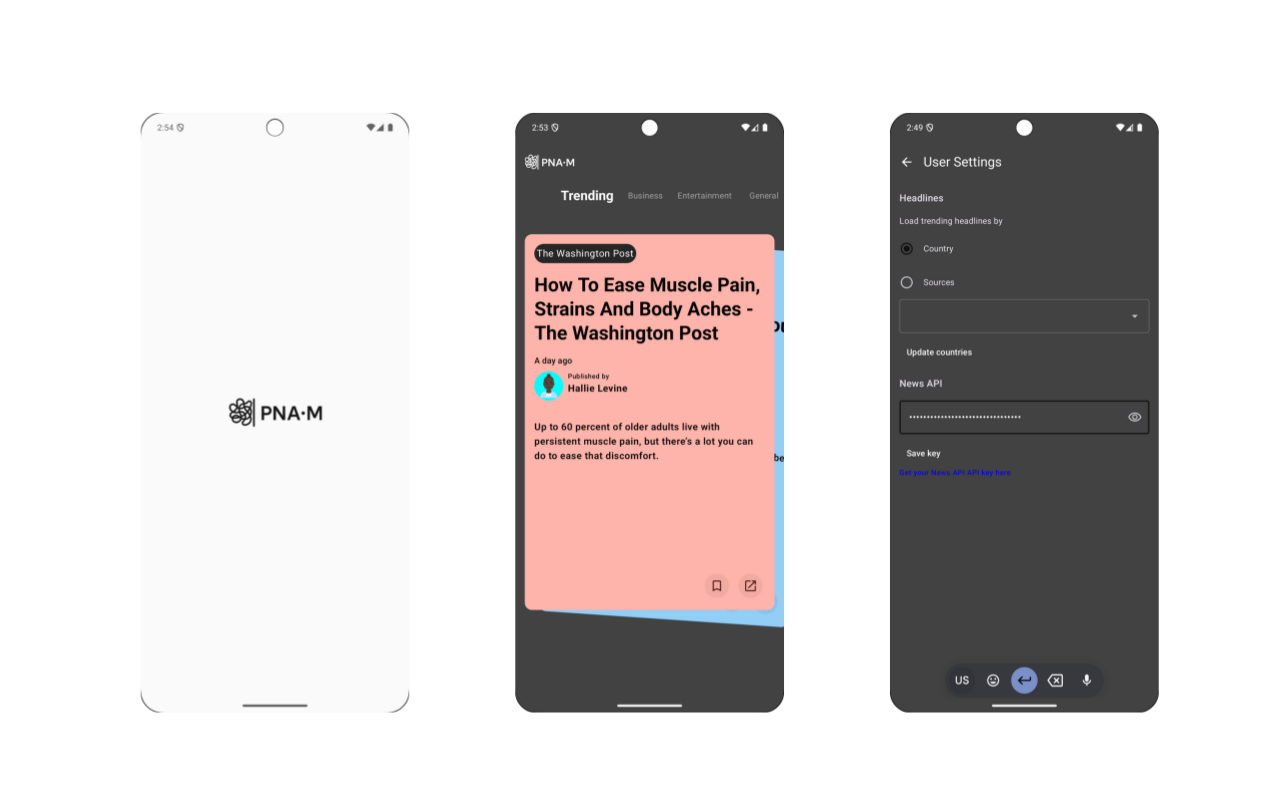 2:54
PNA·M
2:53
PNA·M
Trending
Business
Entertainment
General
The Washington Post
How To Ease Muscle Pain,
Strains And Body Aches -
The Washington Post
A day ago
Published by
Hallie Levine
Up to 60 percent of older adults live with
persistent muscle pain, but there's a lot you can
do to ease that discomfort.
be
2:49
User Settings
Headlines
Load trending headlines by
Country
Sources
Update countries
News API
••••••••••••••••••••••••••••••••
Save key
Get your News API API key here
US